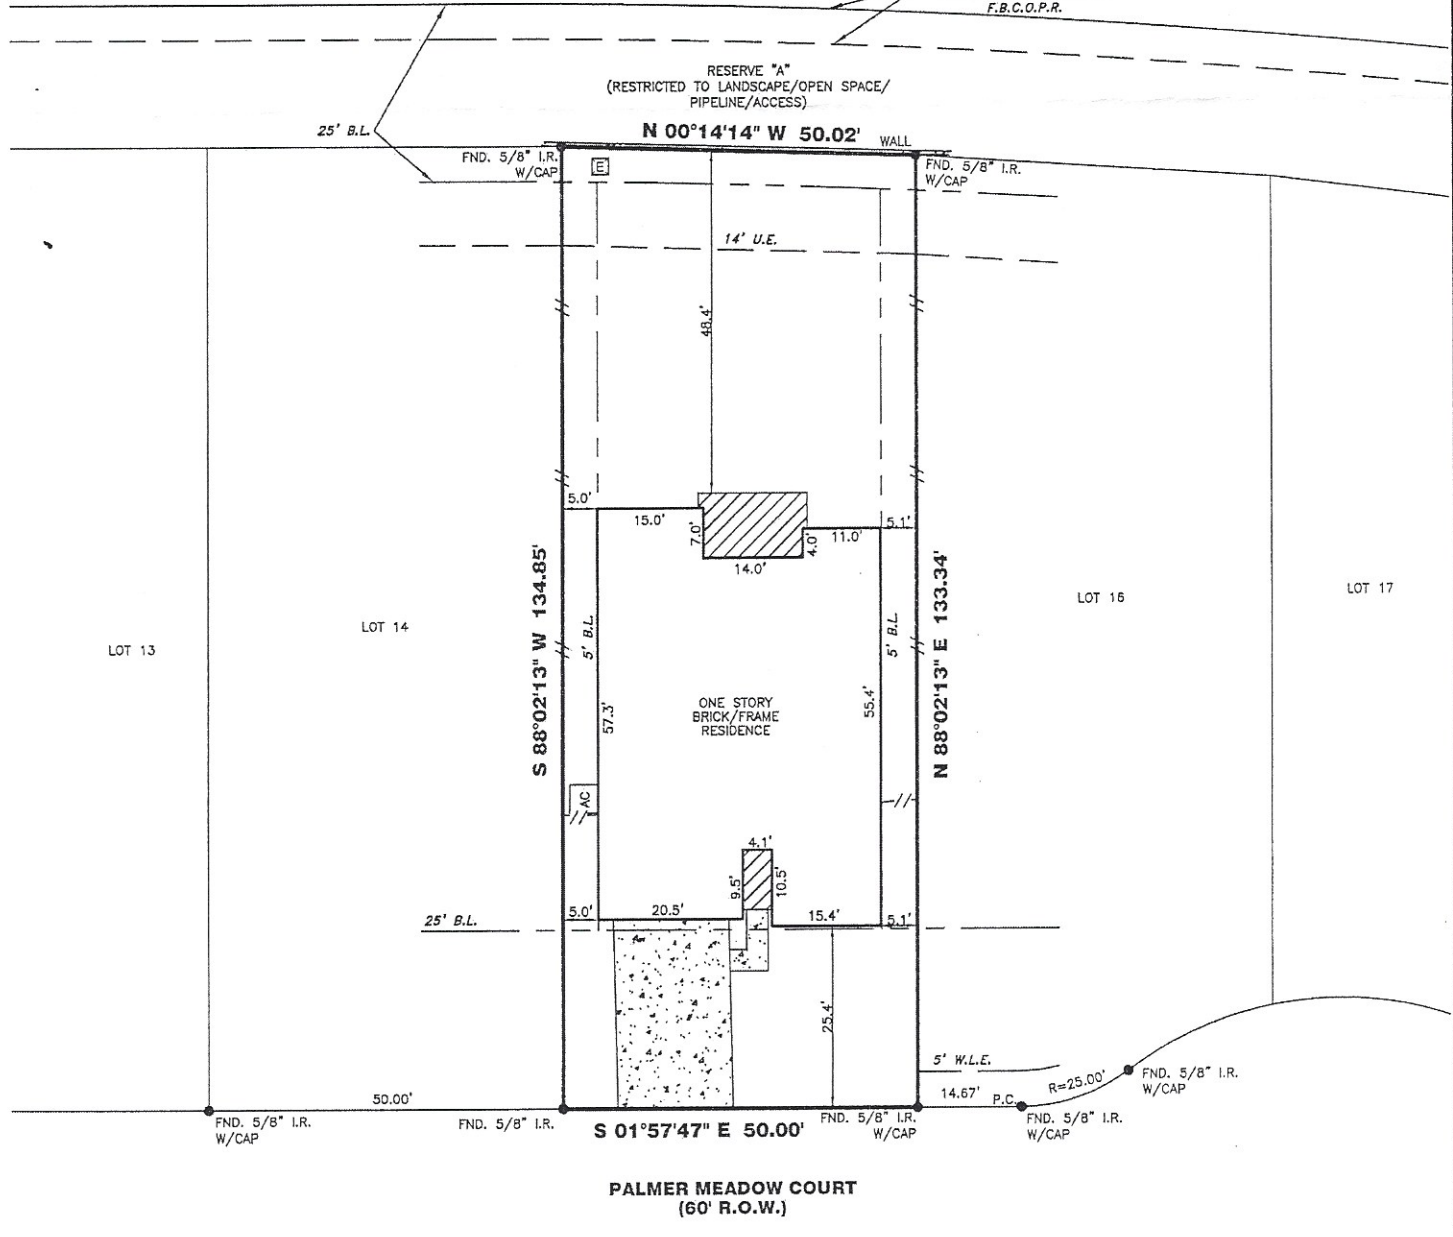 F.B.C.O.P.R.
RESERVE "A"
(RESTRICTED TO LANDSCAPE/OPEN SPACE/
PIPELINE/ACCESS)
25' B.L.
N 00°14'14" W 50.02'
WALL
FND. 5/8" I.R.
W/CAP
E
FND. 5/8" I.R.
W/CAP
14' U.E.
48.4'
5.0'
15.0'
7.0'
14.0'
4.0'
11.0'
5.1'
S 88°02'13" W 134.85'
N 88°02'13" E 133.34'
LOT 13
LOT 14
5' B.L.
5' B.L.
LOT 16
LOT 17
57.3'
ONE STORY
BRICK/FRAME
RESIDENCE
55.4'
AC
4.1'
9.5'
10.5'
25' B.L.
5.0'
20.5'
15.4'
5.1'
25.4'
5' W.L.E.
50.00'
14.67'
P.C.
R=25.00'
FND. 5/8" I.R.
W/CAP
FND. 5/8" I.R.
W/CAP
FND. 5/8" I.R.
S 01°57'47" E 50.00'
FND. 5/8" I.R.
W/CAP
FND. 5/8" I.R.
W/CAP
PALMER MEADOW COURT
(60' R.O.W.)